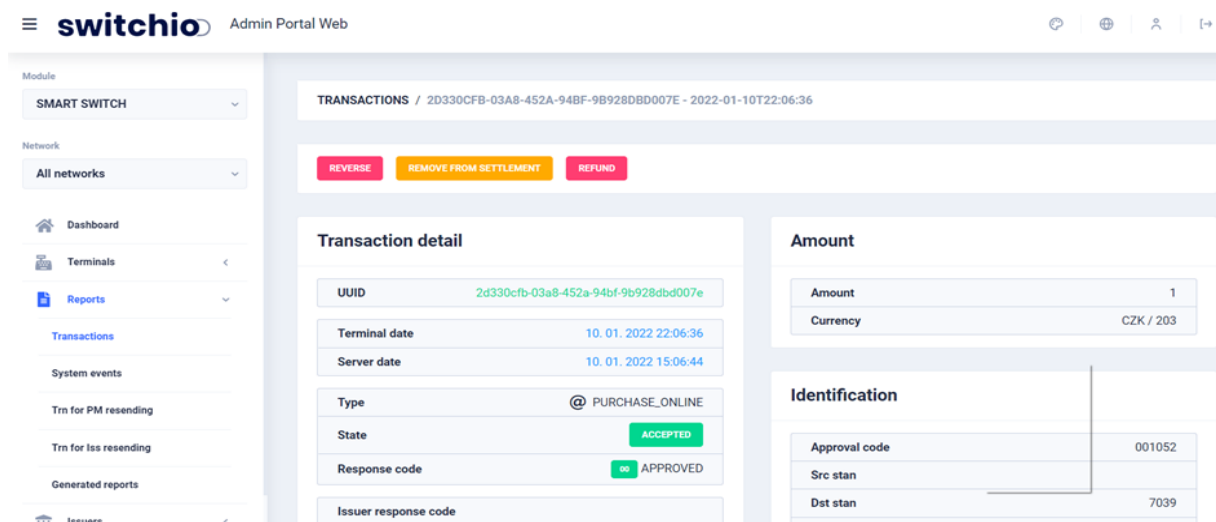 switchio Admin Portal Web
Module
SMART SWITCH
Network
All networks
Dashboard
Terminals
Reports
Transactions
System events
Trn for PM resending
Trn for Iss resending
Generated reports
Issuers
TRANSACTIONS / 2D330CFB-03A8-452A-94BF-9B928DBD007E - 2022-01-10T22:06:36
REVERSE REMOVE FROM SETTLEMENT REFUND
Transaction detail
UUID 2d330cfb-03a8-452a-94bf-9b928dbd007e
Terminal date 10. 01. 2022 22:06:36
Server date 10. 01. 2022 15:06:44
Type @ PURCHASE_ONLINE
State ACCEPTED
Response code 00 APPROVED
Issuer response code
Amount
Amount 1
Currency CZK / 203
Identification
Approval code 001052
Src stan
Dst stan 7039